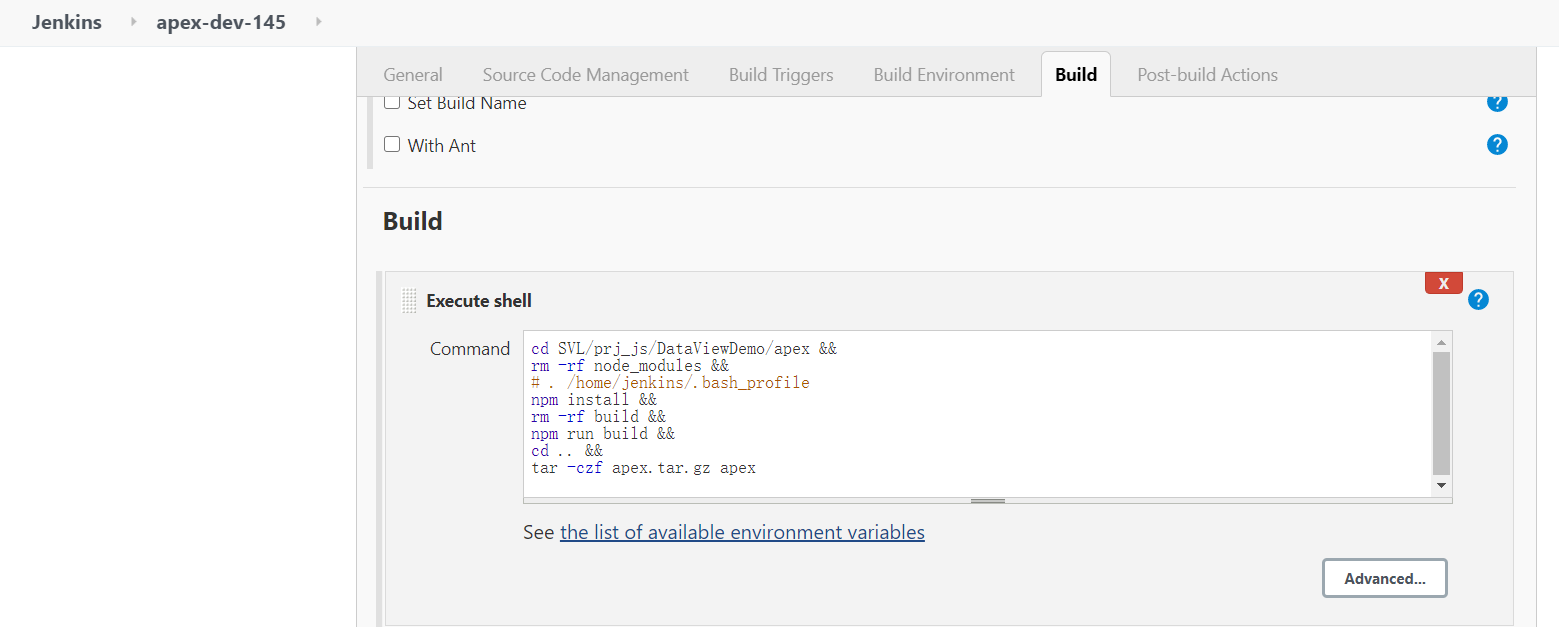 Jenkins apex-dev-145
General Source Code Management Build Triggers Build Environment Build Post-build Actions
Set Build Name ?
With Ant ?
Build
X
Execute shell ?
Command
cd SVL/prj_js/DataViewDemo/apex &&
rm -rf node_modules &&
# . /home/jenkins/.bash_profile
npm install &&
rm -rf build &&
npm run build &&
cd .. &&
tar -czf apex.tar.gz apex
See the list of available environment variables
Advanced...